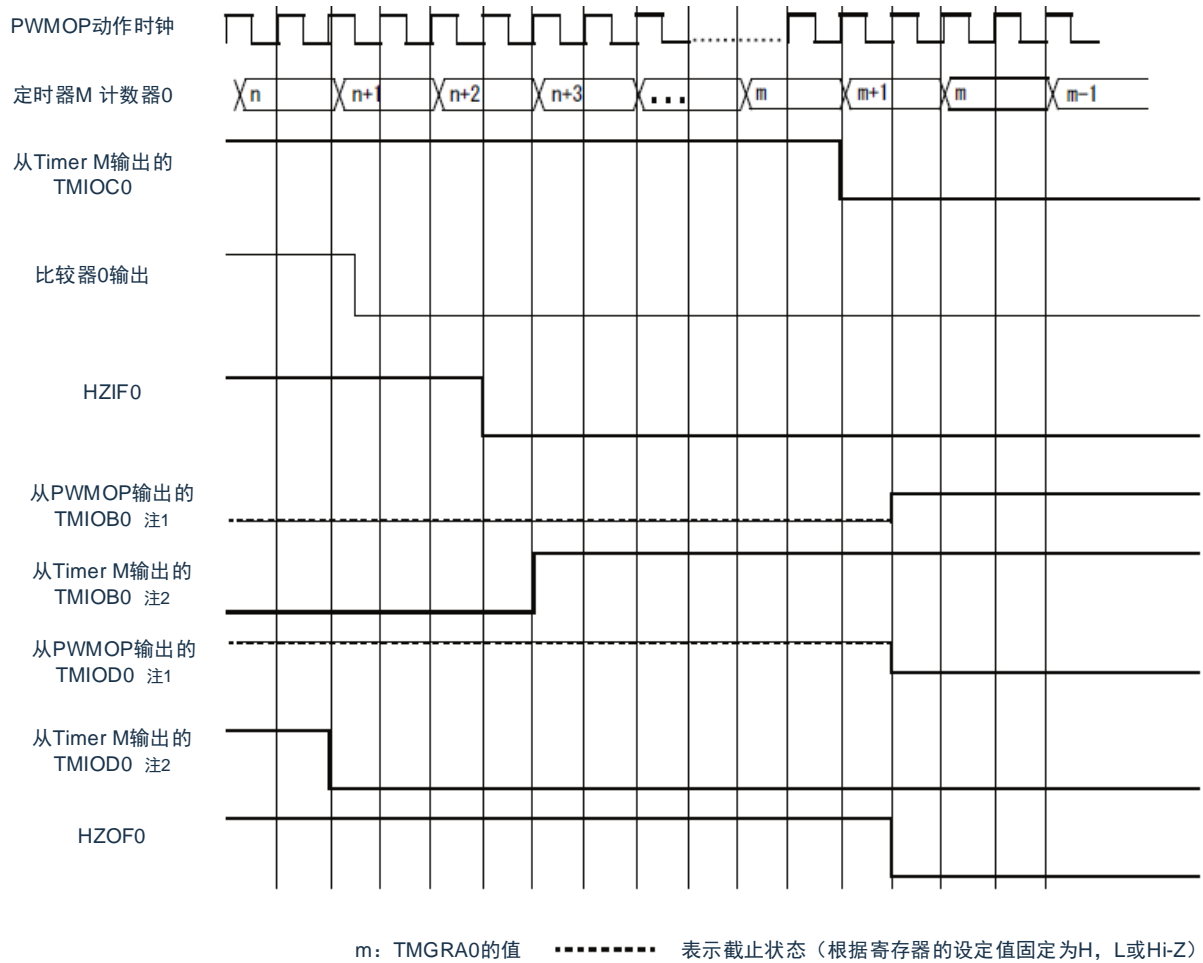 PWMOP动作时钟
定时器M 计数器0
n n+1 n+2 n+3 ... m m+1 m m-1
从Timer M输出的
TMIOC0
比较器0输出
HZIF0
从PWMOP输出的
TMIOB0 注1
从Timer M输出的
TMIOB0 注2
从PWMOP输出的
TMIOD0 注1
从Timer M输出的
TMIOD0 注2
HZOF0
m：TMGRA0的值 表示截止状态（根据寄存器的设定值固定为H，L或Hi-Z）